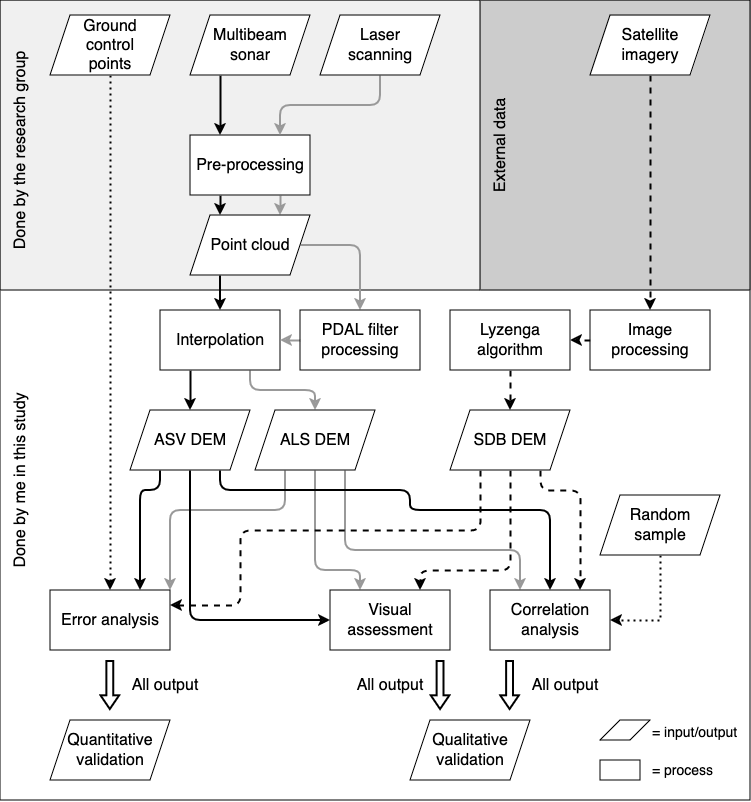 Done by the research group
Ground
control
points
Multibeam
sonar
Laser
scanning
External data
Satellite
imagery
Pre-processing
Point cloud
Done by me in this study
Interpolation
PDAL filter
processing
Lyzenga
algorithm
Image
processing
ASV DEM
ALS DEM
SDB DEM
Random
sample
Error analysis
Visual
assessment
Correlation
analysis
All output
All output
All output
Quantitative
validation
Qualitative
validation
= input/output
= process